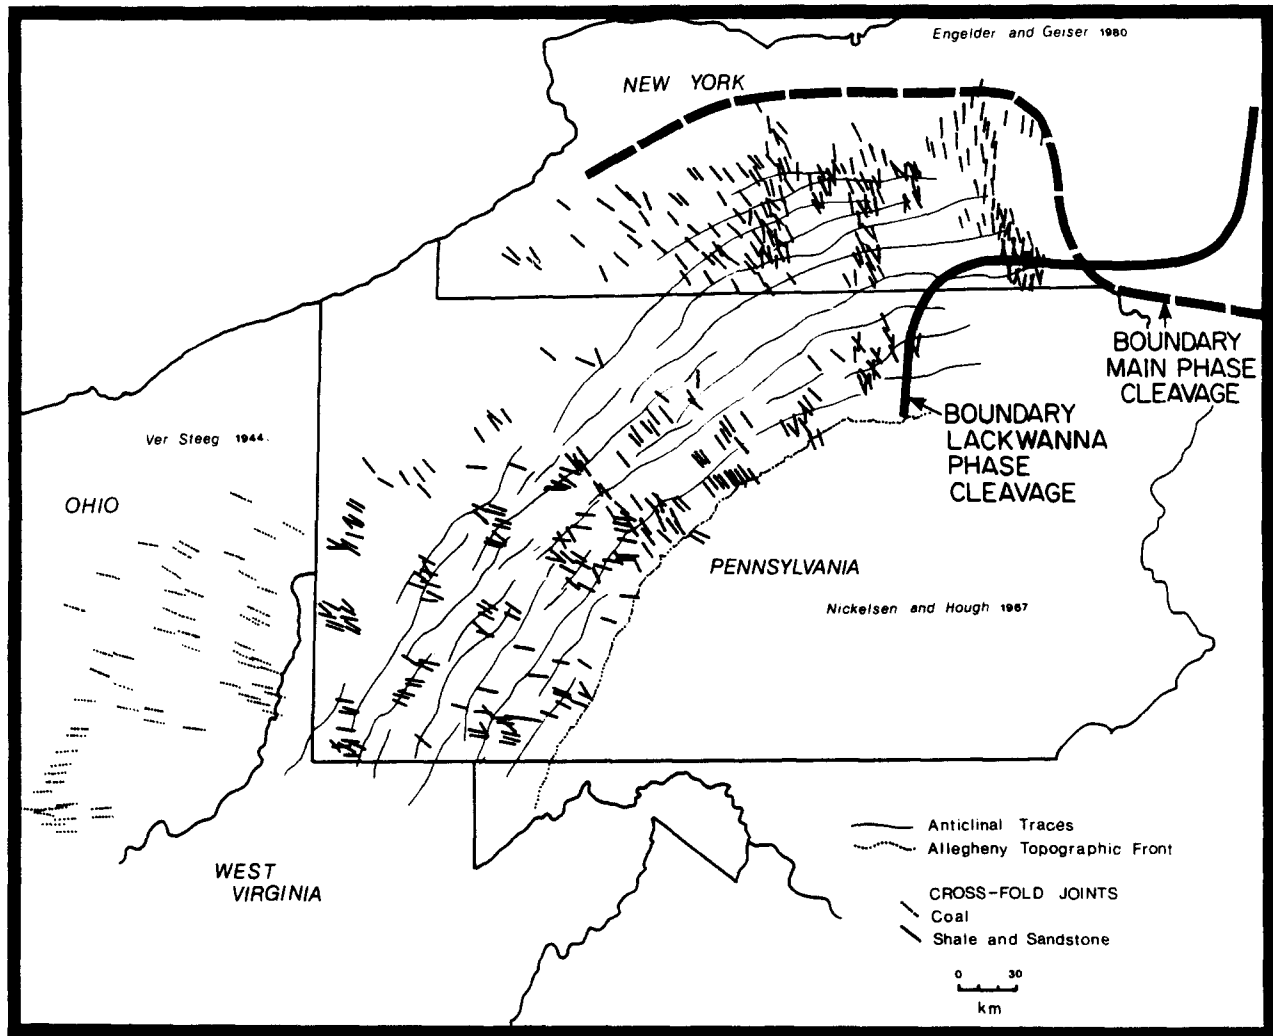 Engelder and Geiser 1980
NEW YORK
BOUNDARY
MAIN PHASE
CLEAVAGE
BOUNDARY
LACKWANNA
PHASE
CLEAVAGE
Ver Steeg 1944.
OHIO
PENNSYLVANIA
Nickelsen and Hough 1967
WEST
VIRGINIA
Anticlinal Traces
Allegheny Topographic Front
CROSS-FOLD JOINTS
Coal
Shale and Sandstone
0 30
km